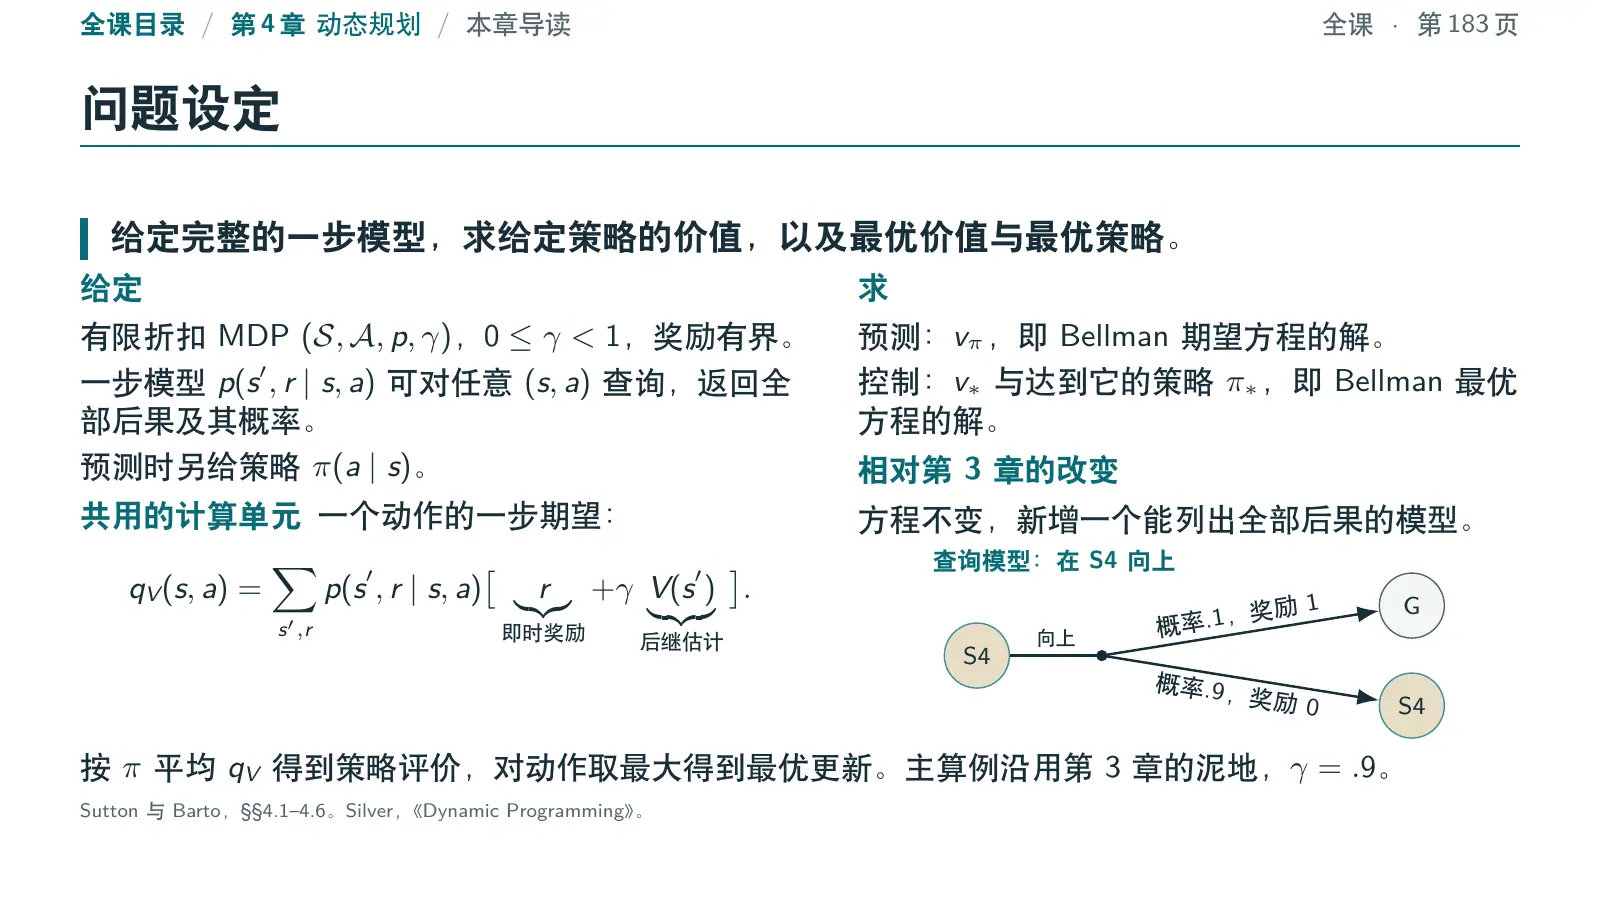 全课目录 / 第 4 章 动态规划 / 本章导读
全课 · 第 183 页
问题设定
给定完整的一步模型，求给定策略的价值，以及最优价值与最优策略。
给定
有限折扣 MDP (𝒮, 𝒜, p, γ)，0 ≤ γ < 1，奖励有界。
一步模型 p(s′, r | s, a) 可对任意 (s, a) 查询，返回全
部后果及其概率。
预测时另给策略 π(a | s)。
共用的计算单元 一个动作的一步期望：
q_V(s, a) = ∑_{s′,r} p(s′, r | s, a)[ r + γ V(s′) ].
即时奖励
后继估计
求
预测：v_π，即 Bellman 期望方程的解。
控制：v_* 与达到它的策略 π_*，即 Bellman 最优
方程的解。
相对第 3 章的改变
方程不变，新增一个能列出全部后果的模型。
查询模型：在 S4 向上
S4
向上
概率.1，奖励 1
G
概率.9，奖励 0
S4
按 π 平均 q_V 得到策略评价，对动作取最大得到最优更新。主算例沿用第 3 章的泥地，γ = .9。
Sutton 与 Barto，§§4.1–4.6。Silver，《Dynamic Programming》。